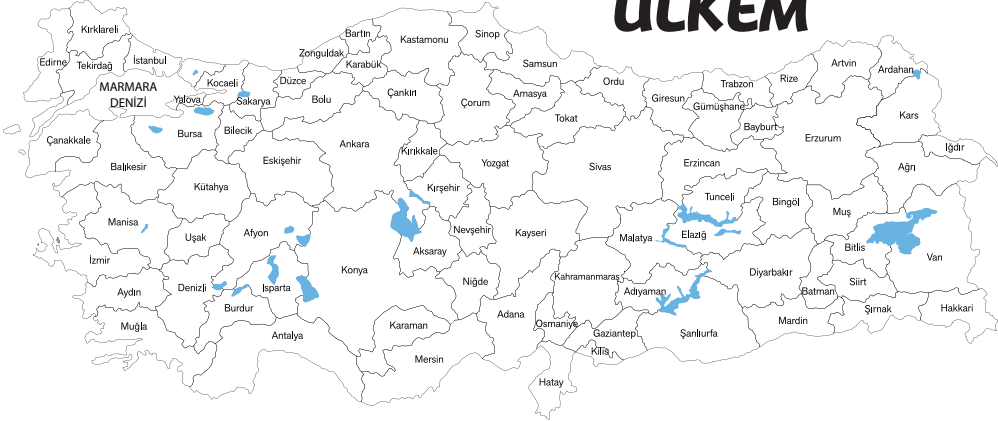 ÜLKEM
Kırklareli
Edirne
Tekirdağ
İstanbul
MARMARA
DENİZİ
Kocaeli
Yalova
Sakarya
Düzce
Zonguldak
Bartın
Karabük
Kastamonu
Sinop
Samsun
Bolu
Çankırı
Çorum
Amasya
Tokat
Ordu
Giresun
Trabzon
Gümüşhane
Rize
Artvin
Ardahan
Bayburt
Erzurum
Kars
Iğdır
Çanakkale
Balıkesir
Bursa
Bilecik
Eskişehir
Ankara
Kırıkkale
Yozgat
Sivas
Erzincan
Ağrı
Kütahya
Kırşehir
Tunceli
Bingöl
Muş
Manisa
Uşak
Afyon
Nevşehir
Kayseri
Malatya
Elazığ
Bitlis
Van
İzmir
Aksaray
Konya
Aydın
Denizli
Isparta
Burdur
Niğde
Kahramanmaraş
Adıyaman
Diyarbakır
Batman
Siirt
Şırnak
Hakkari
Muğla
Antalya
Karaman
Mersin
Adana
Osmaniye
Gaziantep
Kilis
Şanlıurfa
Mardin
Hatay